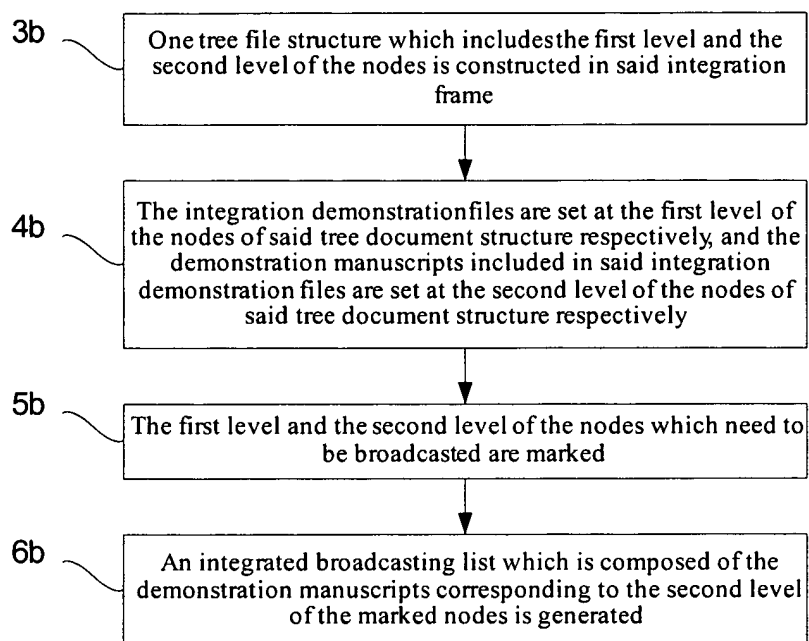 3b
One tree file structure which includes the first level and the
second level of the nodes is constructed in said integration
frame
4b
The integration demonstration files are set at the first level of
the nodes of said tree document structure respectively, and the
demonstration manuscripts included in said integration
demonstration files are set at the second level of the nodes of
said tree document structure respectively
5b
The first level and the second level of the nodes which need to
be broadcasted are marked
6b
An integrated broadcasting list which is composed of the
demonstration manuscripts corresponding to the second level
of the marked nodes is generated